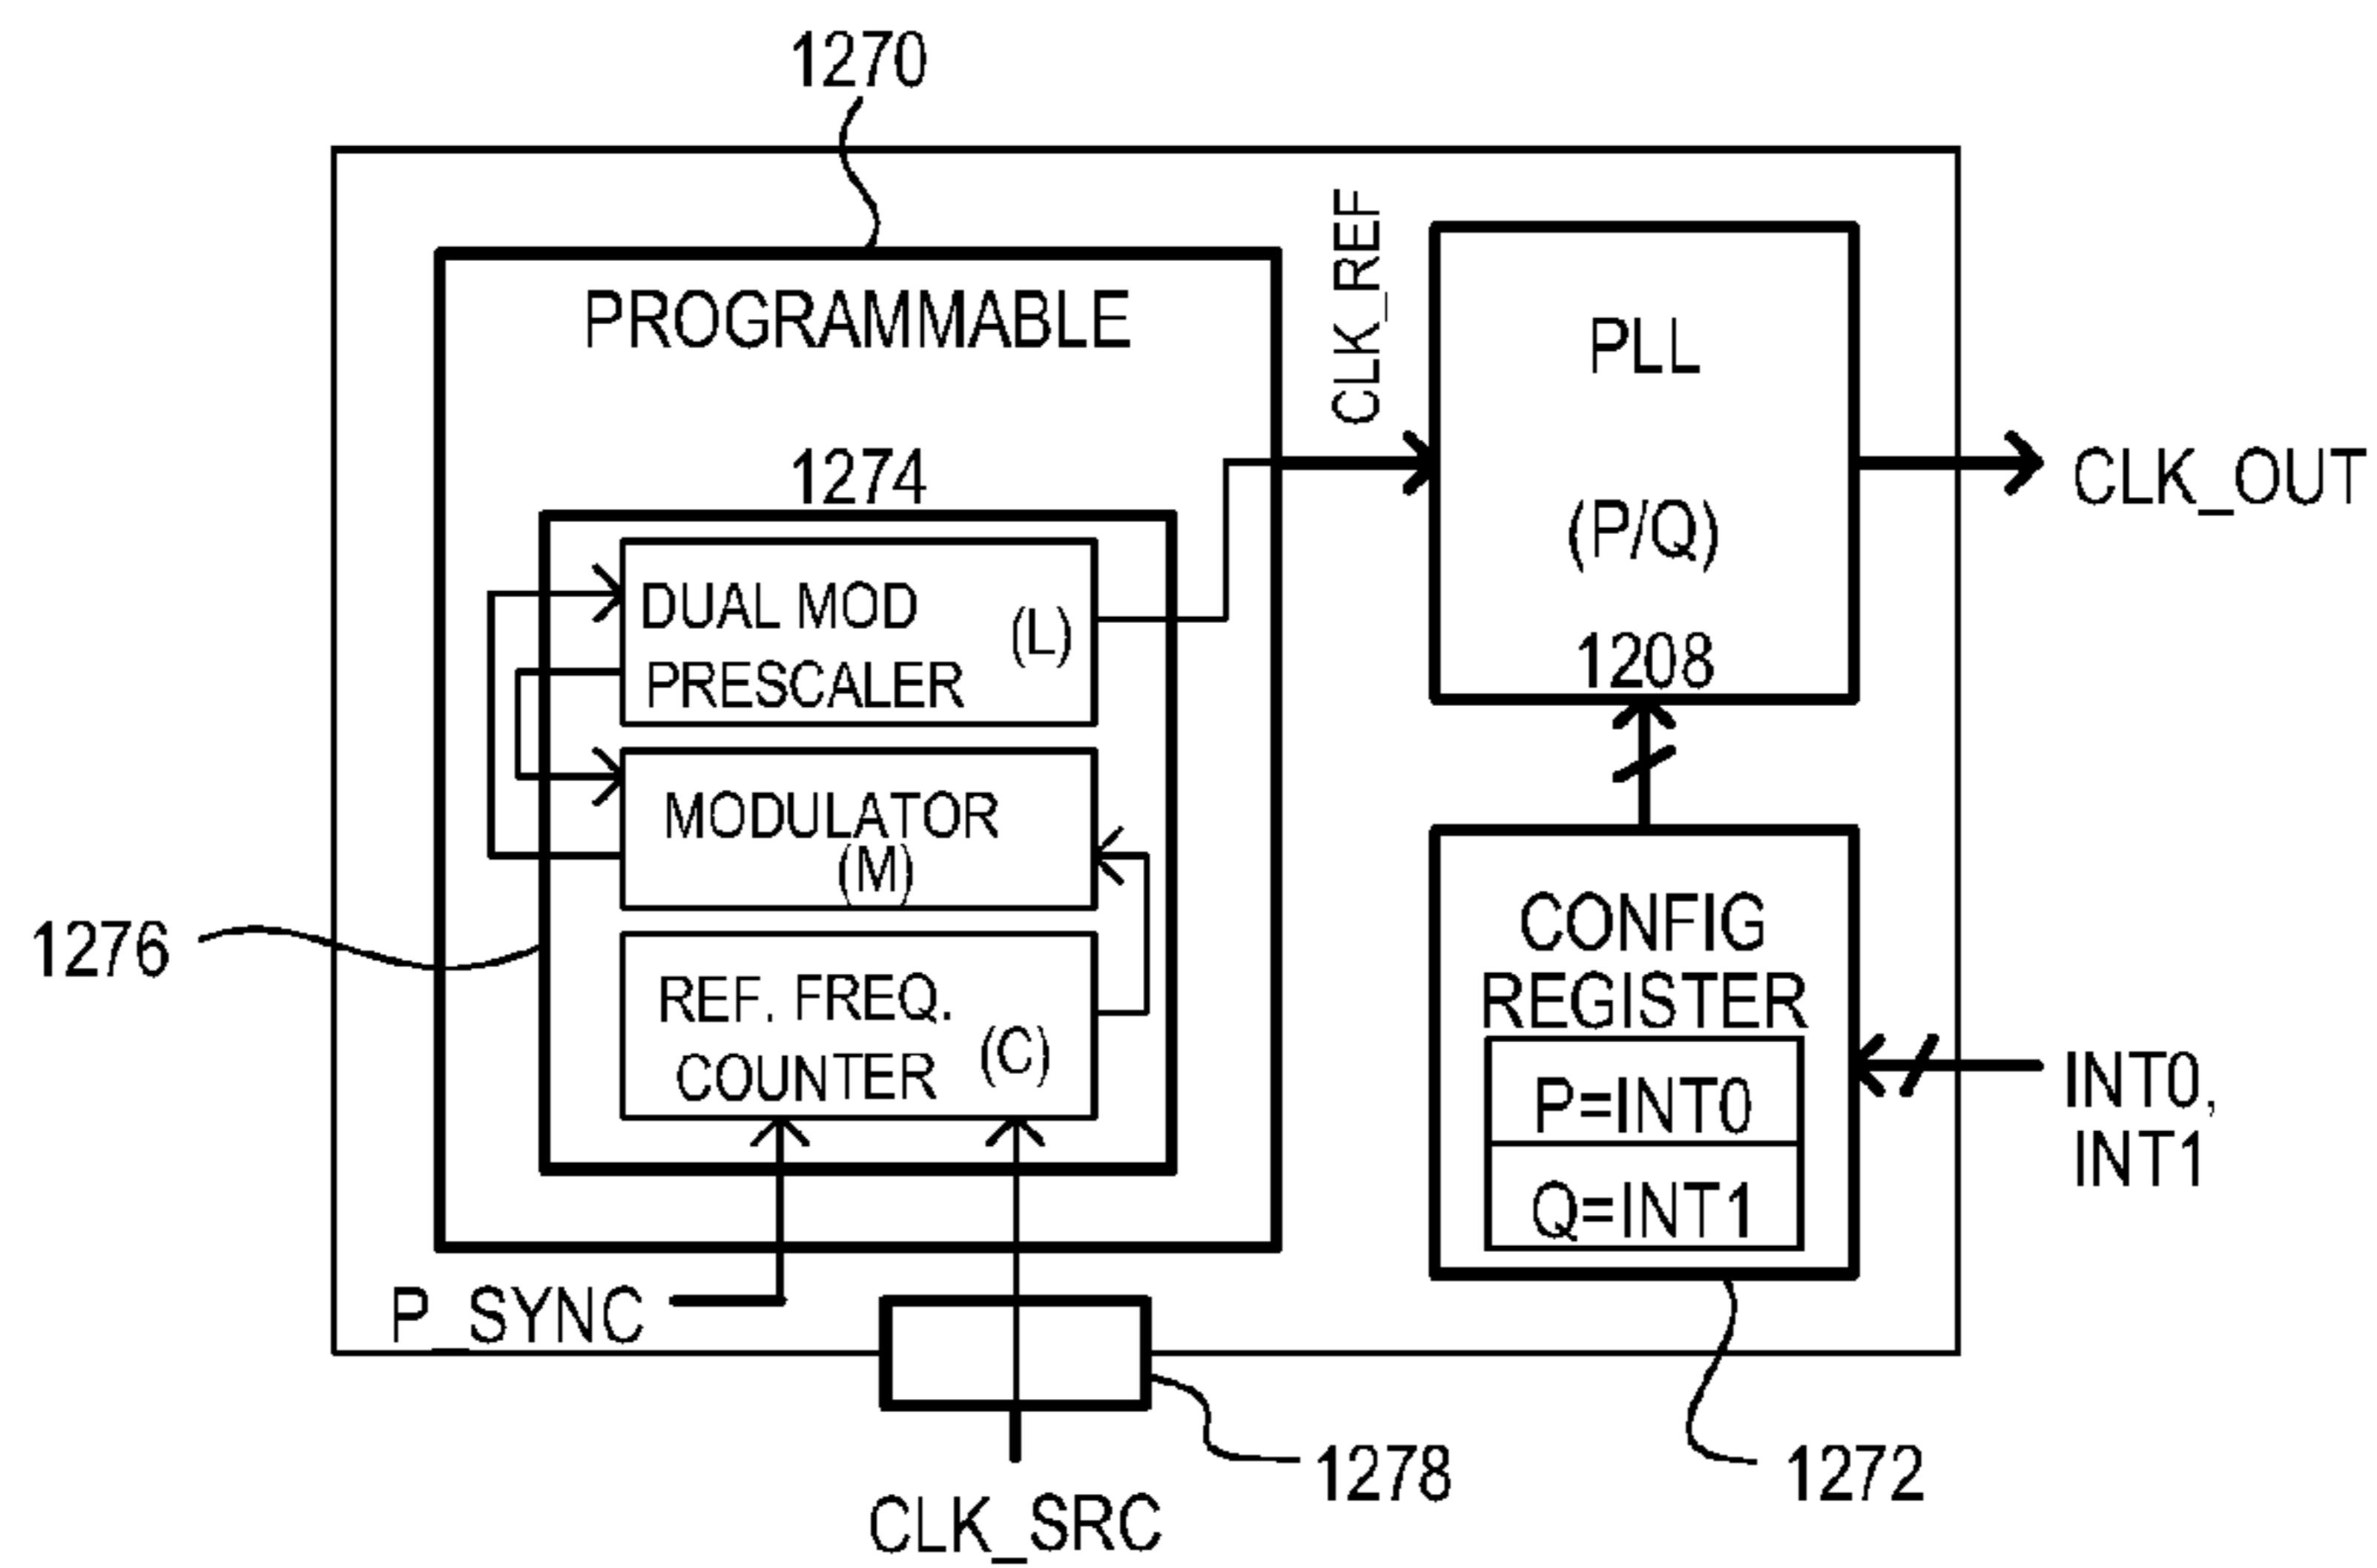 1270
PROGRAMMABLE
1274
DUAL MOD
PRESCALER
(L)
MODULATOR
(M)
REF. FREQ.
COUNTER
(C)
1276
P_SYNC
CLK_SRC
1278
CLK_REF
PLL
(P/Q)
1208
CLK_OUT
CONFIG
REGISTER
P=INT0
Q=INT1
INT0,
INT1
1272